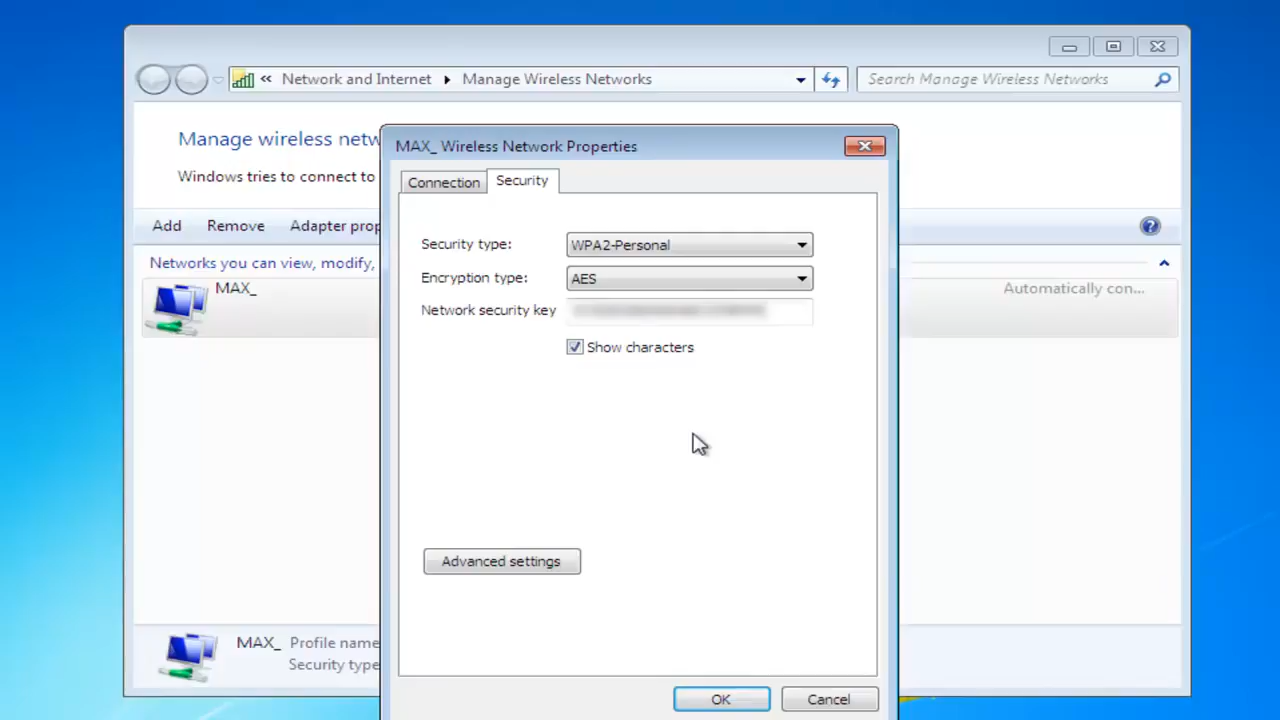 « Network and Internet ▸ Manage Wireless Networks
Search Manage Wireless Networks
Manage wireless netw
Windows tries to connect to
Add Remove Adapter prop
Networks you can view, modify,
MAX_
Automatically con...
MAX_ Wireless Network Properties
Connection Security
Security type: WPA2-Personal
Encryption type: AES
Network security key
Show characters
Advanced settings
OK Cancel
MAX_ Profile name
Security type